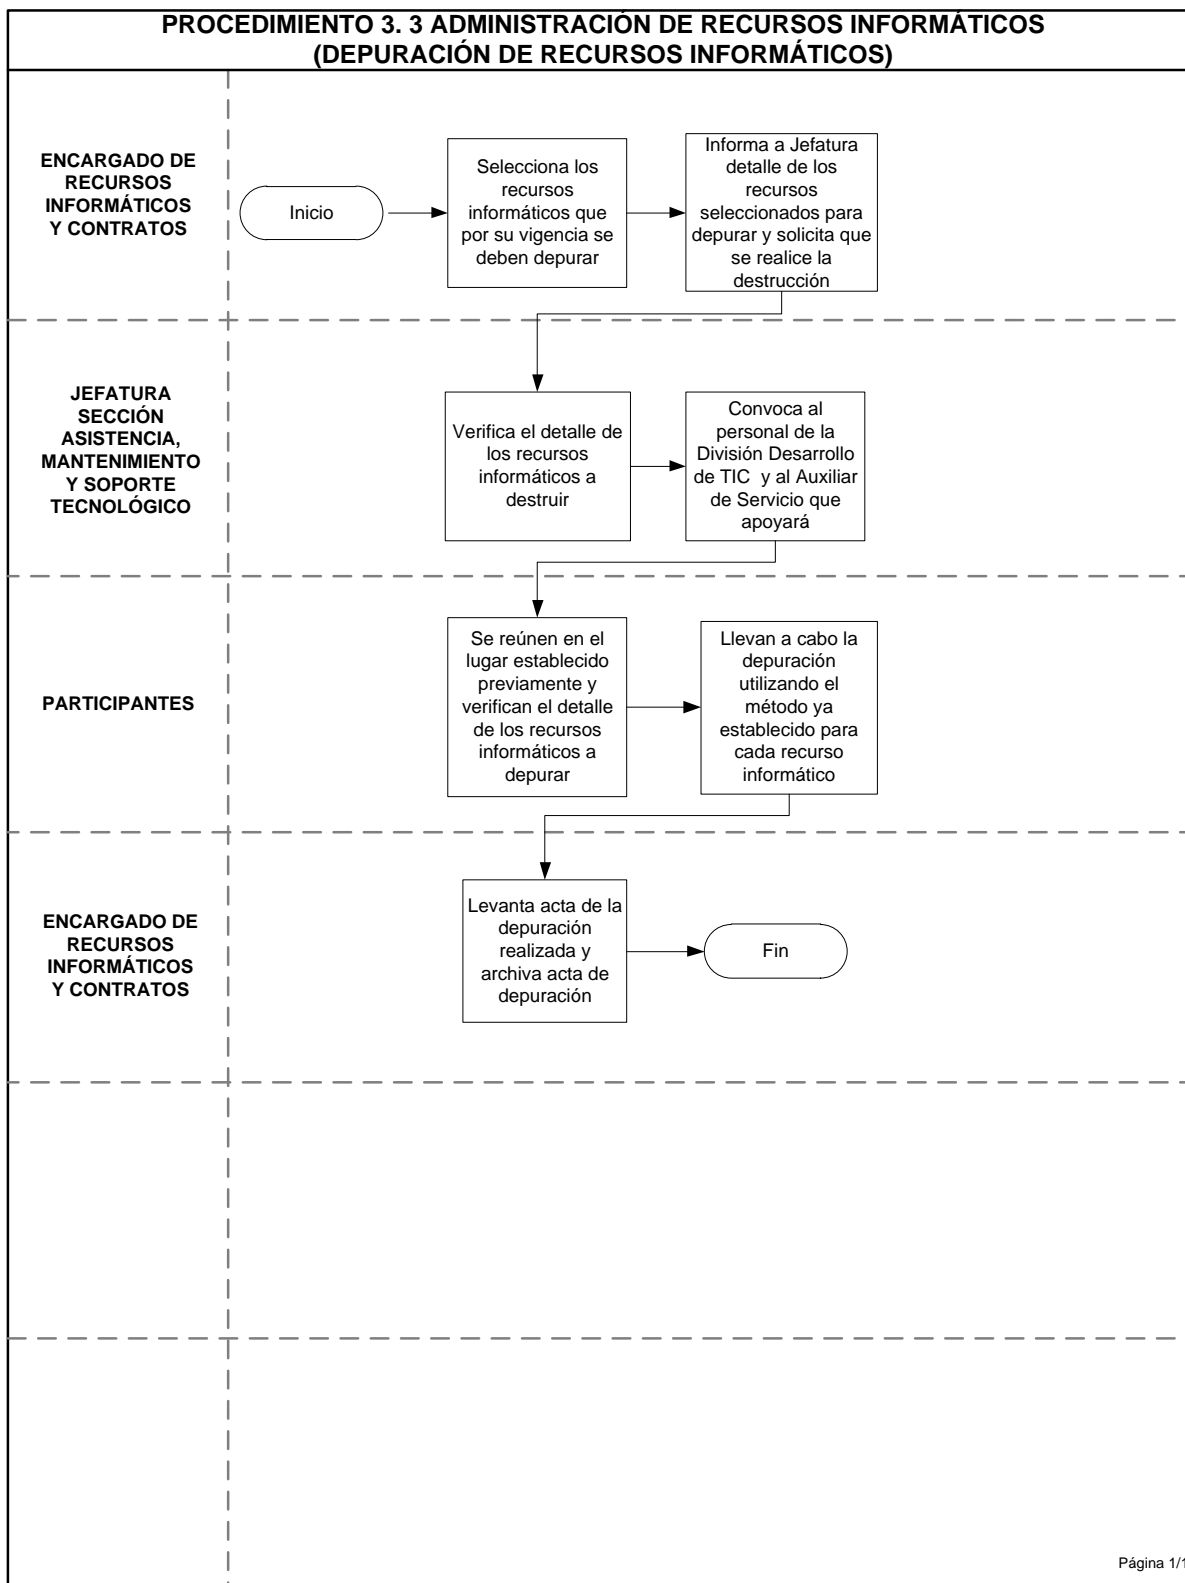 PROCEDIMIENTO 3. 3 ADMINISTRACIÓN DE RECURSOS INFORMÁTICOS
(DEPURACIÓN DE RECURSOS INFORMÁTICOS)
ENCARGADO DE
RECURSOS
INFORMÁTICOS
Y CONTRATOS
Inicio
Selecciona los
recursos
informáticos que
por su vigencia se
deben depurar
Informa a Jefatura
detalle de los
recursos
seleccionados para
depurar y solicita que
se realice la
destrucción
JEFATURA
SECCIÓN
ASISTENCIA,
MANTENIMIENTO
Y SOPORTE
TECNOLÓGICO
Verifica el detalle de
los recursos
informáticos a
destruir
Convoca al
personal de la
División Desarrollo
de TIC y al Auxiliar
de Servicio que
apoyará
PARTICIPANTES
Se reúnen en el
lugar establecido
previamente y
verifican el detalle
de los recursos
informáticos a
depurar
Llevan a cabo la
depuración
utilizando el
método ya
establecido para
cada recurso
informático
ENCARGADO DE
RECURSOS
INFORMÁTICOS
Y CONTRATOS
Levanta acta de la
depuración
realizada y
archiva acta de
depuración
Fin
Página 1/1